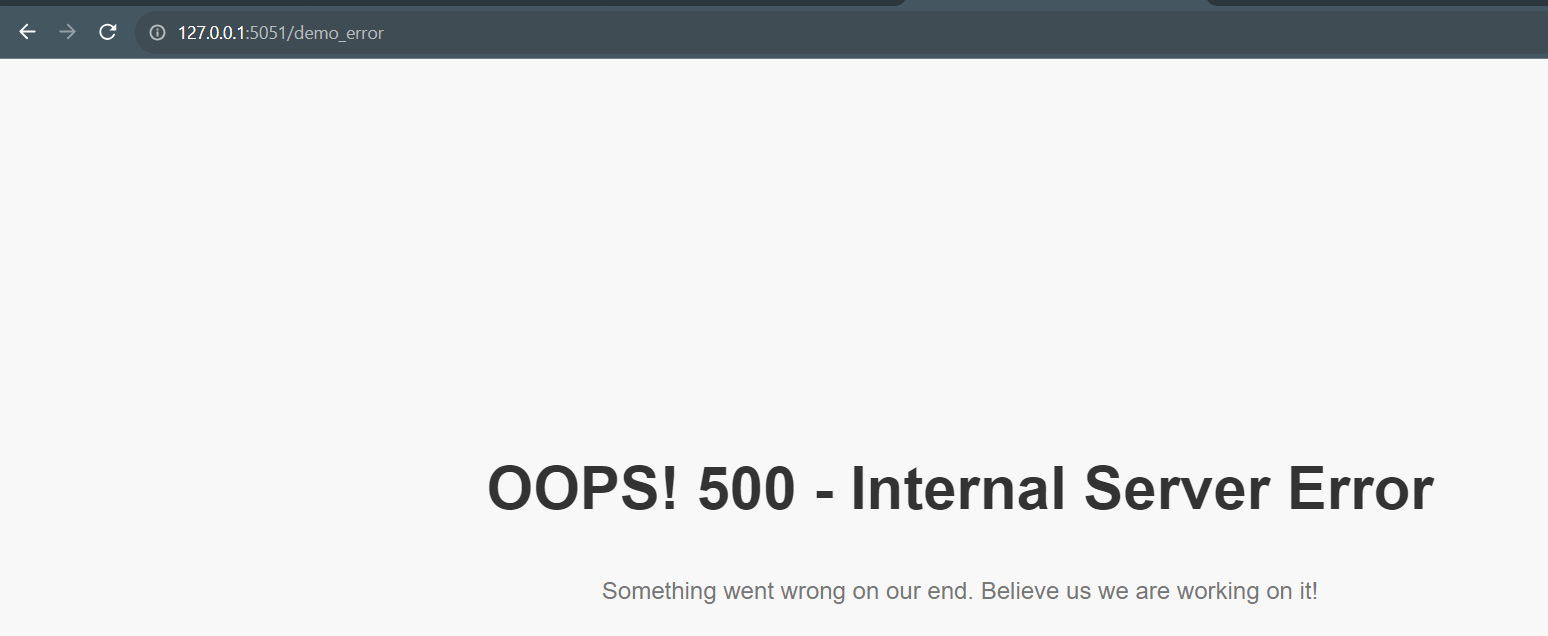 127.0.0.1:5051/demo_error
OOPS! 500 - Internal Server Error
Something went wrong on our end. Believe us we are working on it!